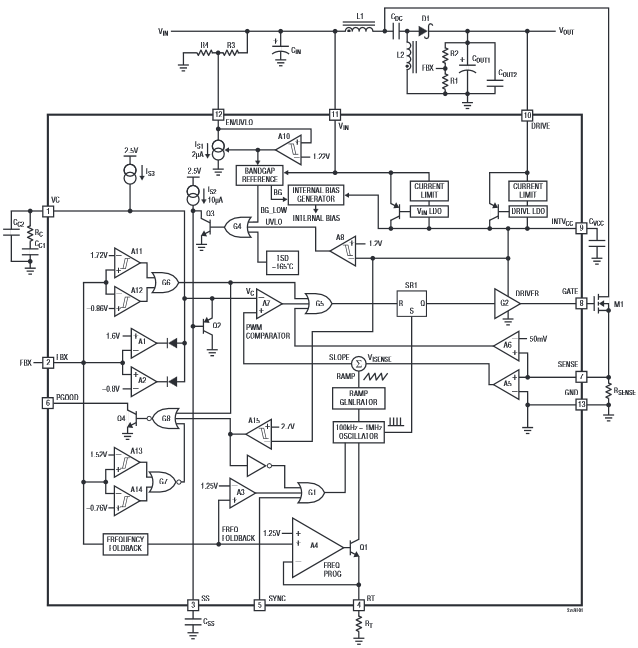 L1
CDC
D1
VIN
VOUT
R4
R3
CIN
L2
R2
FBX
R1
COUT1
COUT2
12
11
10
EN/UVLO
VIN
DRIVE
IS1
2µA
A10
1.22V
2.5V
IS3
2.5V
IS2
10µA
BANDGAP
REFERENCE
BG
INTERNAL BIAS
GENERATOR
BG_LOW
INTERNAL BIAS
CURRENT
LIMIT
VIN LDO
CURRENT
LIMIT
DRIVE LDO
VC
1
Q3
G4
UVLO
A8
1.2V
INTVCC
9
CVCC
CC2
RC
CC1
TSD
~165°C
1.72V
A11
A12
–0.86V
G6
VC
A7
PWM
COMPARATOR
G5
SR1
R
Q
S
G2
DRIVER
GATE
8
M1
1.6V
A1
A2
–0.8V
Q2
SLOPE
Σ
VISENSE
RAMP
RAMP
GENERATOR
100kHz ~ 1MHz
OSCILLATOR
A6
50mV
A5
SENSE
7
GND
13
RSENSE
FBX
2
FBX
6
PGOOD
Q4
G8
A15
2.7V
1.52V
A13
A14
–0.76V
G7
1.25V
A3
G1
FREQ
FOLDBACK
FREQUENCY
FOLDBACK
1.25V
A4
FREQ
PROG
Q1
3
SS
5
SYNC
4
RT
CSS
RT